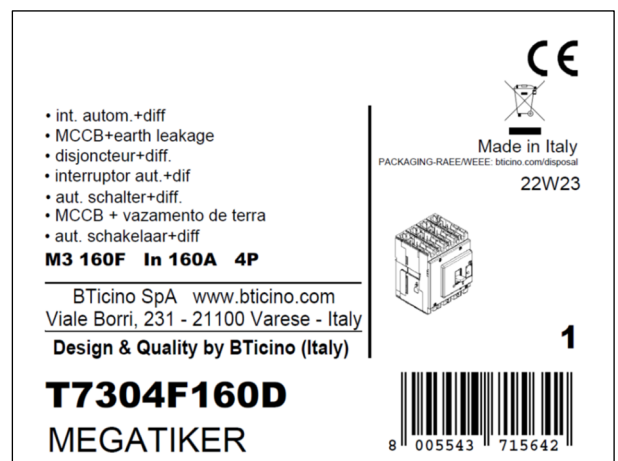 CE
• int. autom.+diff
• MCCB+earth leakage
• disjoncteur+diff.
• interruptor aut.+dif
• aut. schalter+diff.
• MCCB + vazamento de terra
• aut. schakelaar+diff
M3 160F In 160A 4P
BTicino SpA www.bticino.com
Viale Borri, 231 - 21100 Varese - Italy
Design & Quality by BTicino (Italy)
T7304F160D
MEGATIKER
Made in Italy
PACKAGING-RAEE/WEEE: bticino.com/disposal
22W23
1
8 005543 715642